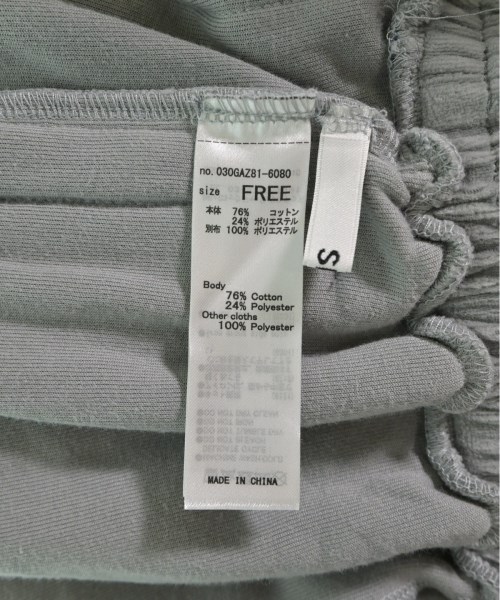 no. 030GAZ81-6080
size FREE
本体 76% コットン
24% ポリエステル
別布 100% ポリエステル
Body
76% Cotton
24% Polyester
Other cloths
100% Polyester
MADE IN CHINA
S